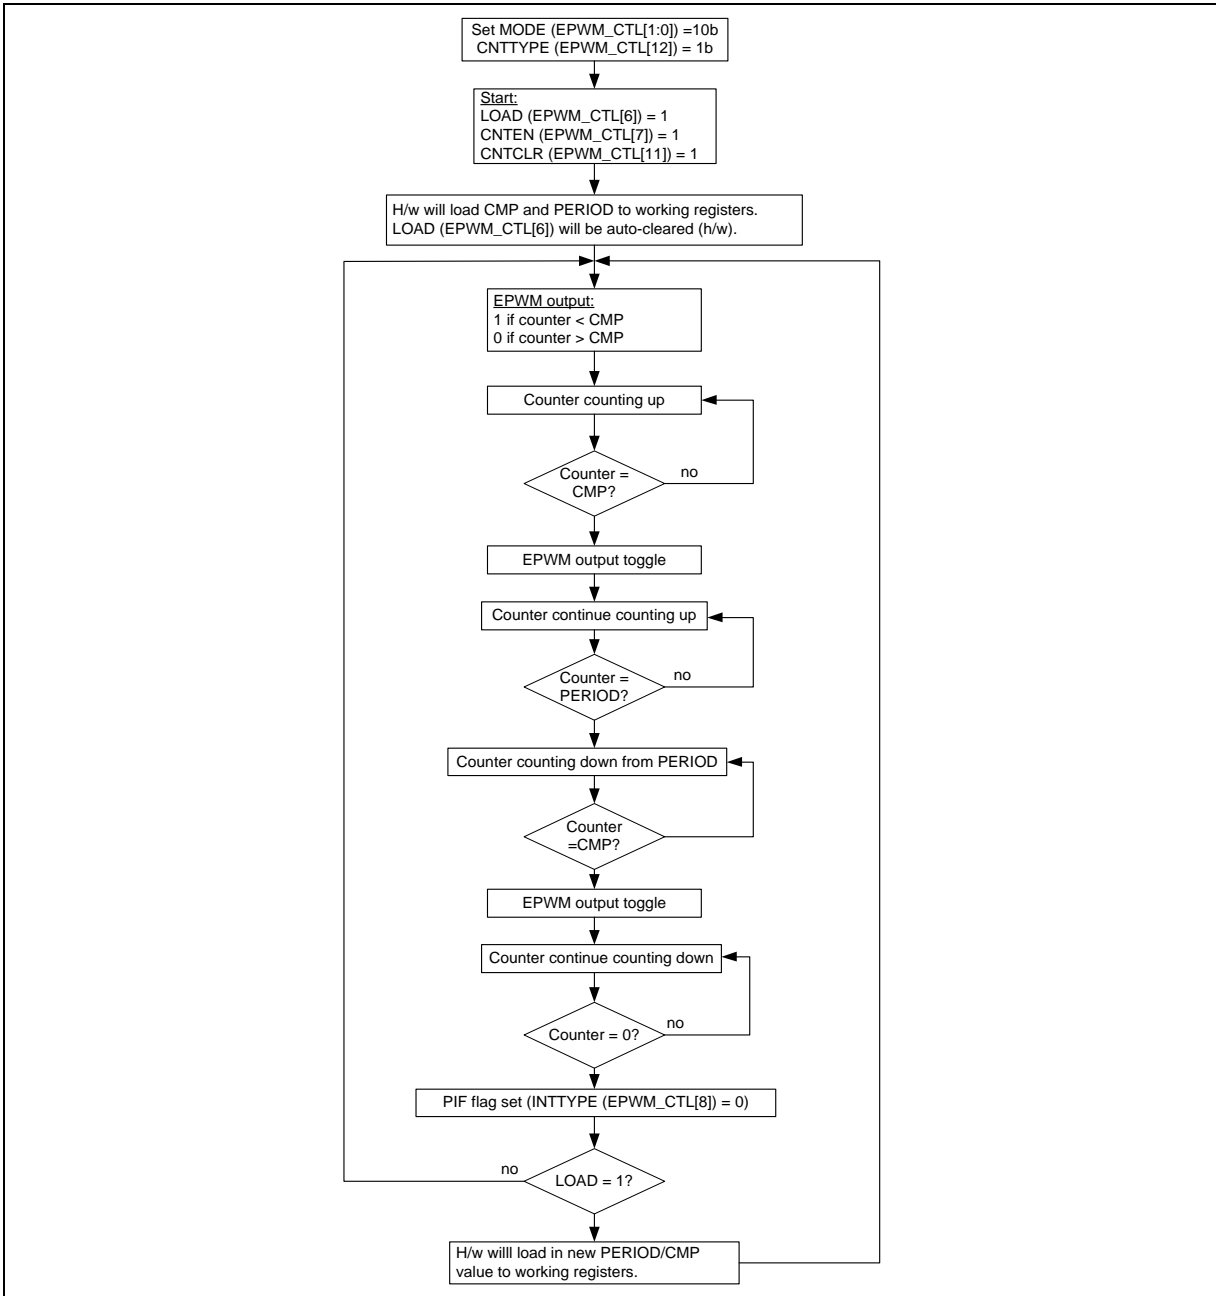 Set MODE (EPWM_CTL[1:0]) =10b
CNTTYPE (EPWM_CTL[12]) = 1b
Start:
LOAD (EPWM_CTL[6]) = 1
CNTEN (EPWM_CTL[7]) = 1
CNTCLR (EPWM_CTL[11]) = 1
H/w will load CMP and PERIOD to working registers.
LOAD (EPWM_CTL[6]) will be auto-cleared (h/w).
EPWM output:
1 if counter < CMP
0 if counter > CMP
Counter counting up
Counter =
CMP?
no
EPWM output toggle
Counter continue counting up
Counter =
PERIOD?
no
Counter counting down from PERIOD
Counter
=CMP?
EPWM output toggle
Counter continue counting down
Counter = 0?
no
PIF flag set (INTTYPE (EPWM_CTL[8]) = 0)
no
LOAD = 1?
H/w willl load in new PERIOD/CMP
value to working registers.